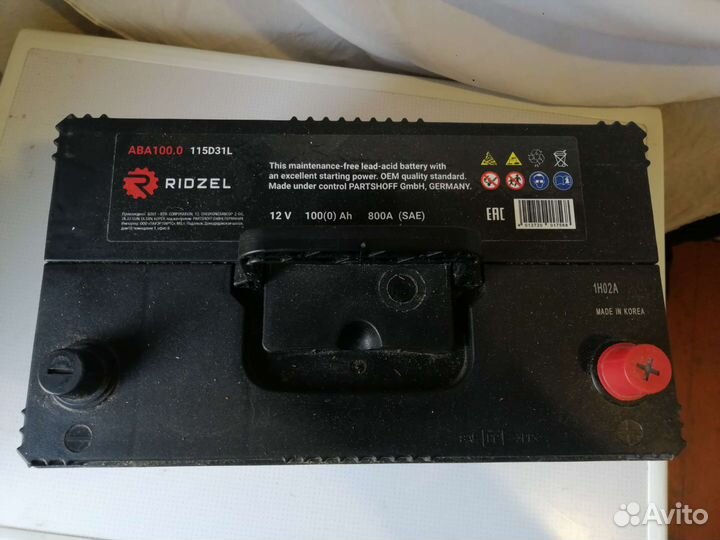 ABA100.0 115D31L
RIDZEL
This maintenance-free lead-acid battery with
an excellent starting power. OEM quality standard.
Made under control PARTSHOFF GmbH, GERMANY.
12 V 100(0) Ah 800A (SAE)
EAC
1H02A
MADE IN KOREA
Avito